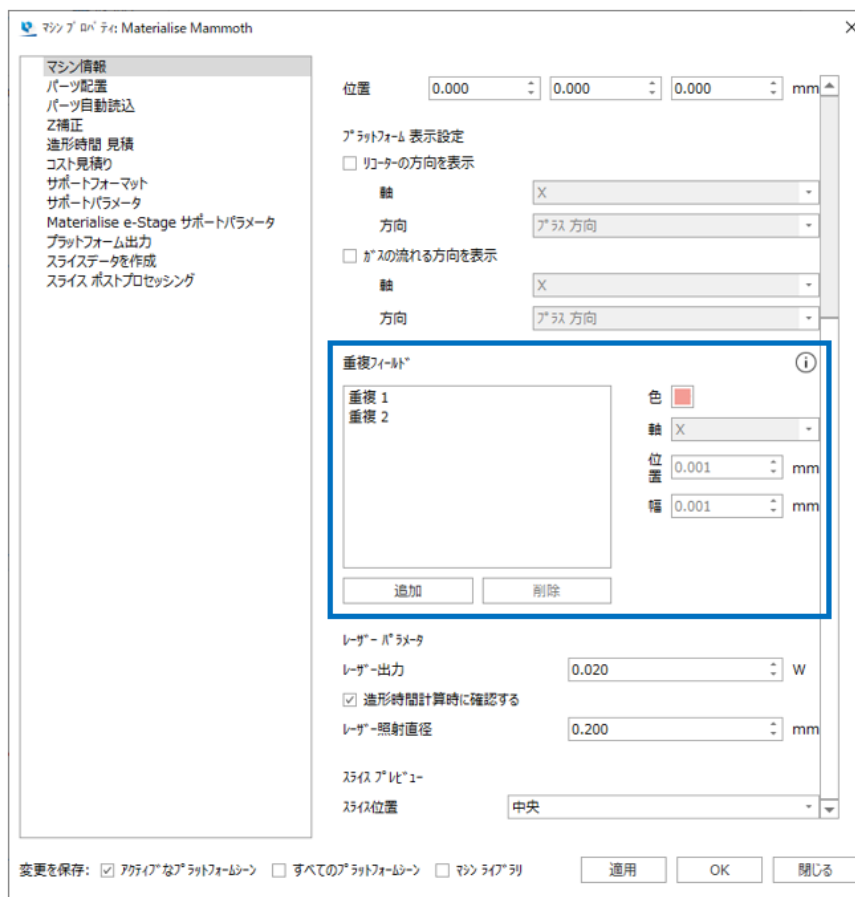 ﾏｼﾝ ﾌﾟﾛﾊﾟﾃｨ: Materialise Mammoth
マシン情報
パーツ配置
パーツ自動読込
Z補正
造形時間 見積
コスト見積り
サポートフォーマット
サポートパラメータ
Materialise e-Stage サポートパラメータ
プラットフォーム出力
スライスデータを作成
スライス ポストプロセッシング
位置 0.000 0.000 0.000 mm
ﾌﾟﾗｯﾄﾌｫｰﾑ 表示設定
ﾘｺｰﾀｰの方向を表示
軸 X
方向 ﾌﾟﾗｽ 方向
ｶﾞｽの流れる方向を表示
軸 X
方向 ﾌﾟﾗｽ 方向
重複ﾌｨｰﾙﾄﾞ
重複 1
重複 2
色
軸 X
位置 0.001 mm
幅 0.001 mm
追加 削除
ﾚｰｻﾞｰ ﾊﾟﾗﾒｰﾀ
ﾚｰｻﾞｰ出力 0.020 W
造形時間計算時に確認する
ﾚｰｻﾞｰ照射直径 0.200 mm
ｽﾗｲｽ ﾌﾟﾚﾋﾞｭｰ
ｽﾗｲｽ位置 中央
変更を保存: ｱｸﾃｨﾌﾞなﾌﾟﾗｯﾄﾌｫｰﾑｼｰﾝ すべてのﾌﾟﾗｯﾄﾌｫｰﾑｼｰﾝ ﾏｼﾝ ﾗｲﾌﾞﾗﾘ 適用 OK 閉じる